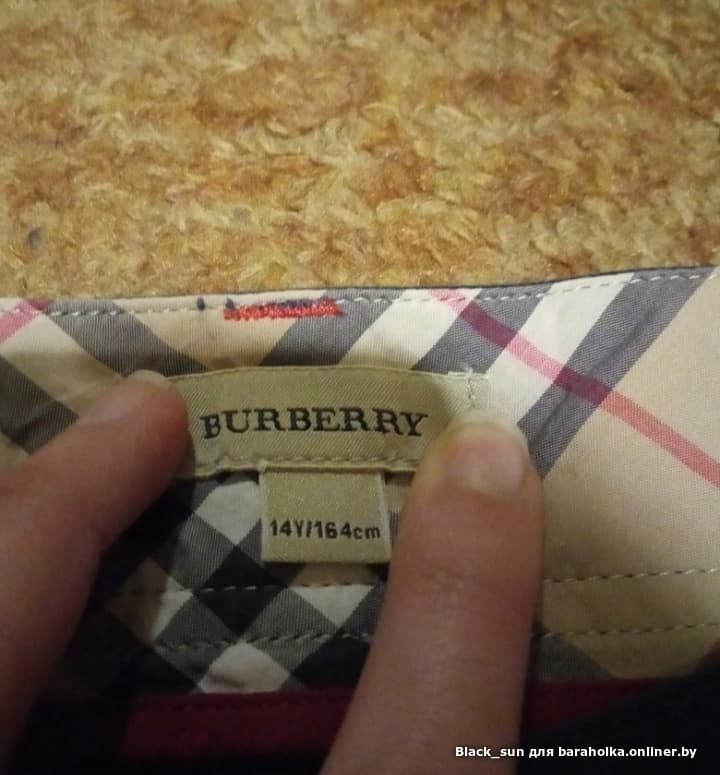 BURBERRY
14Y/164cm
Black_sun для baraholka.onliner.by